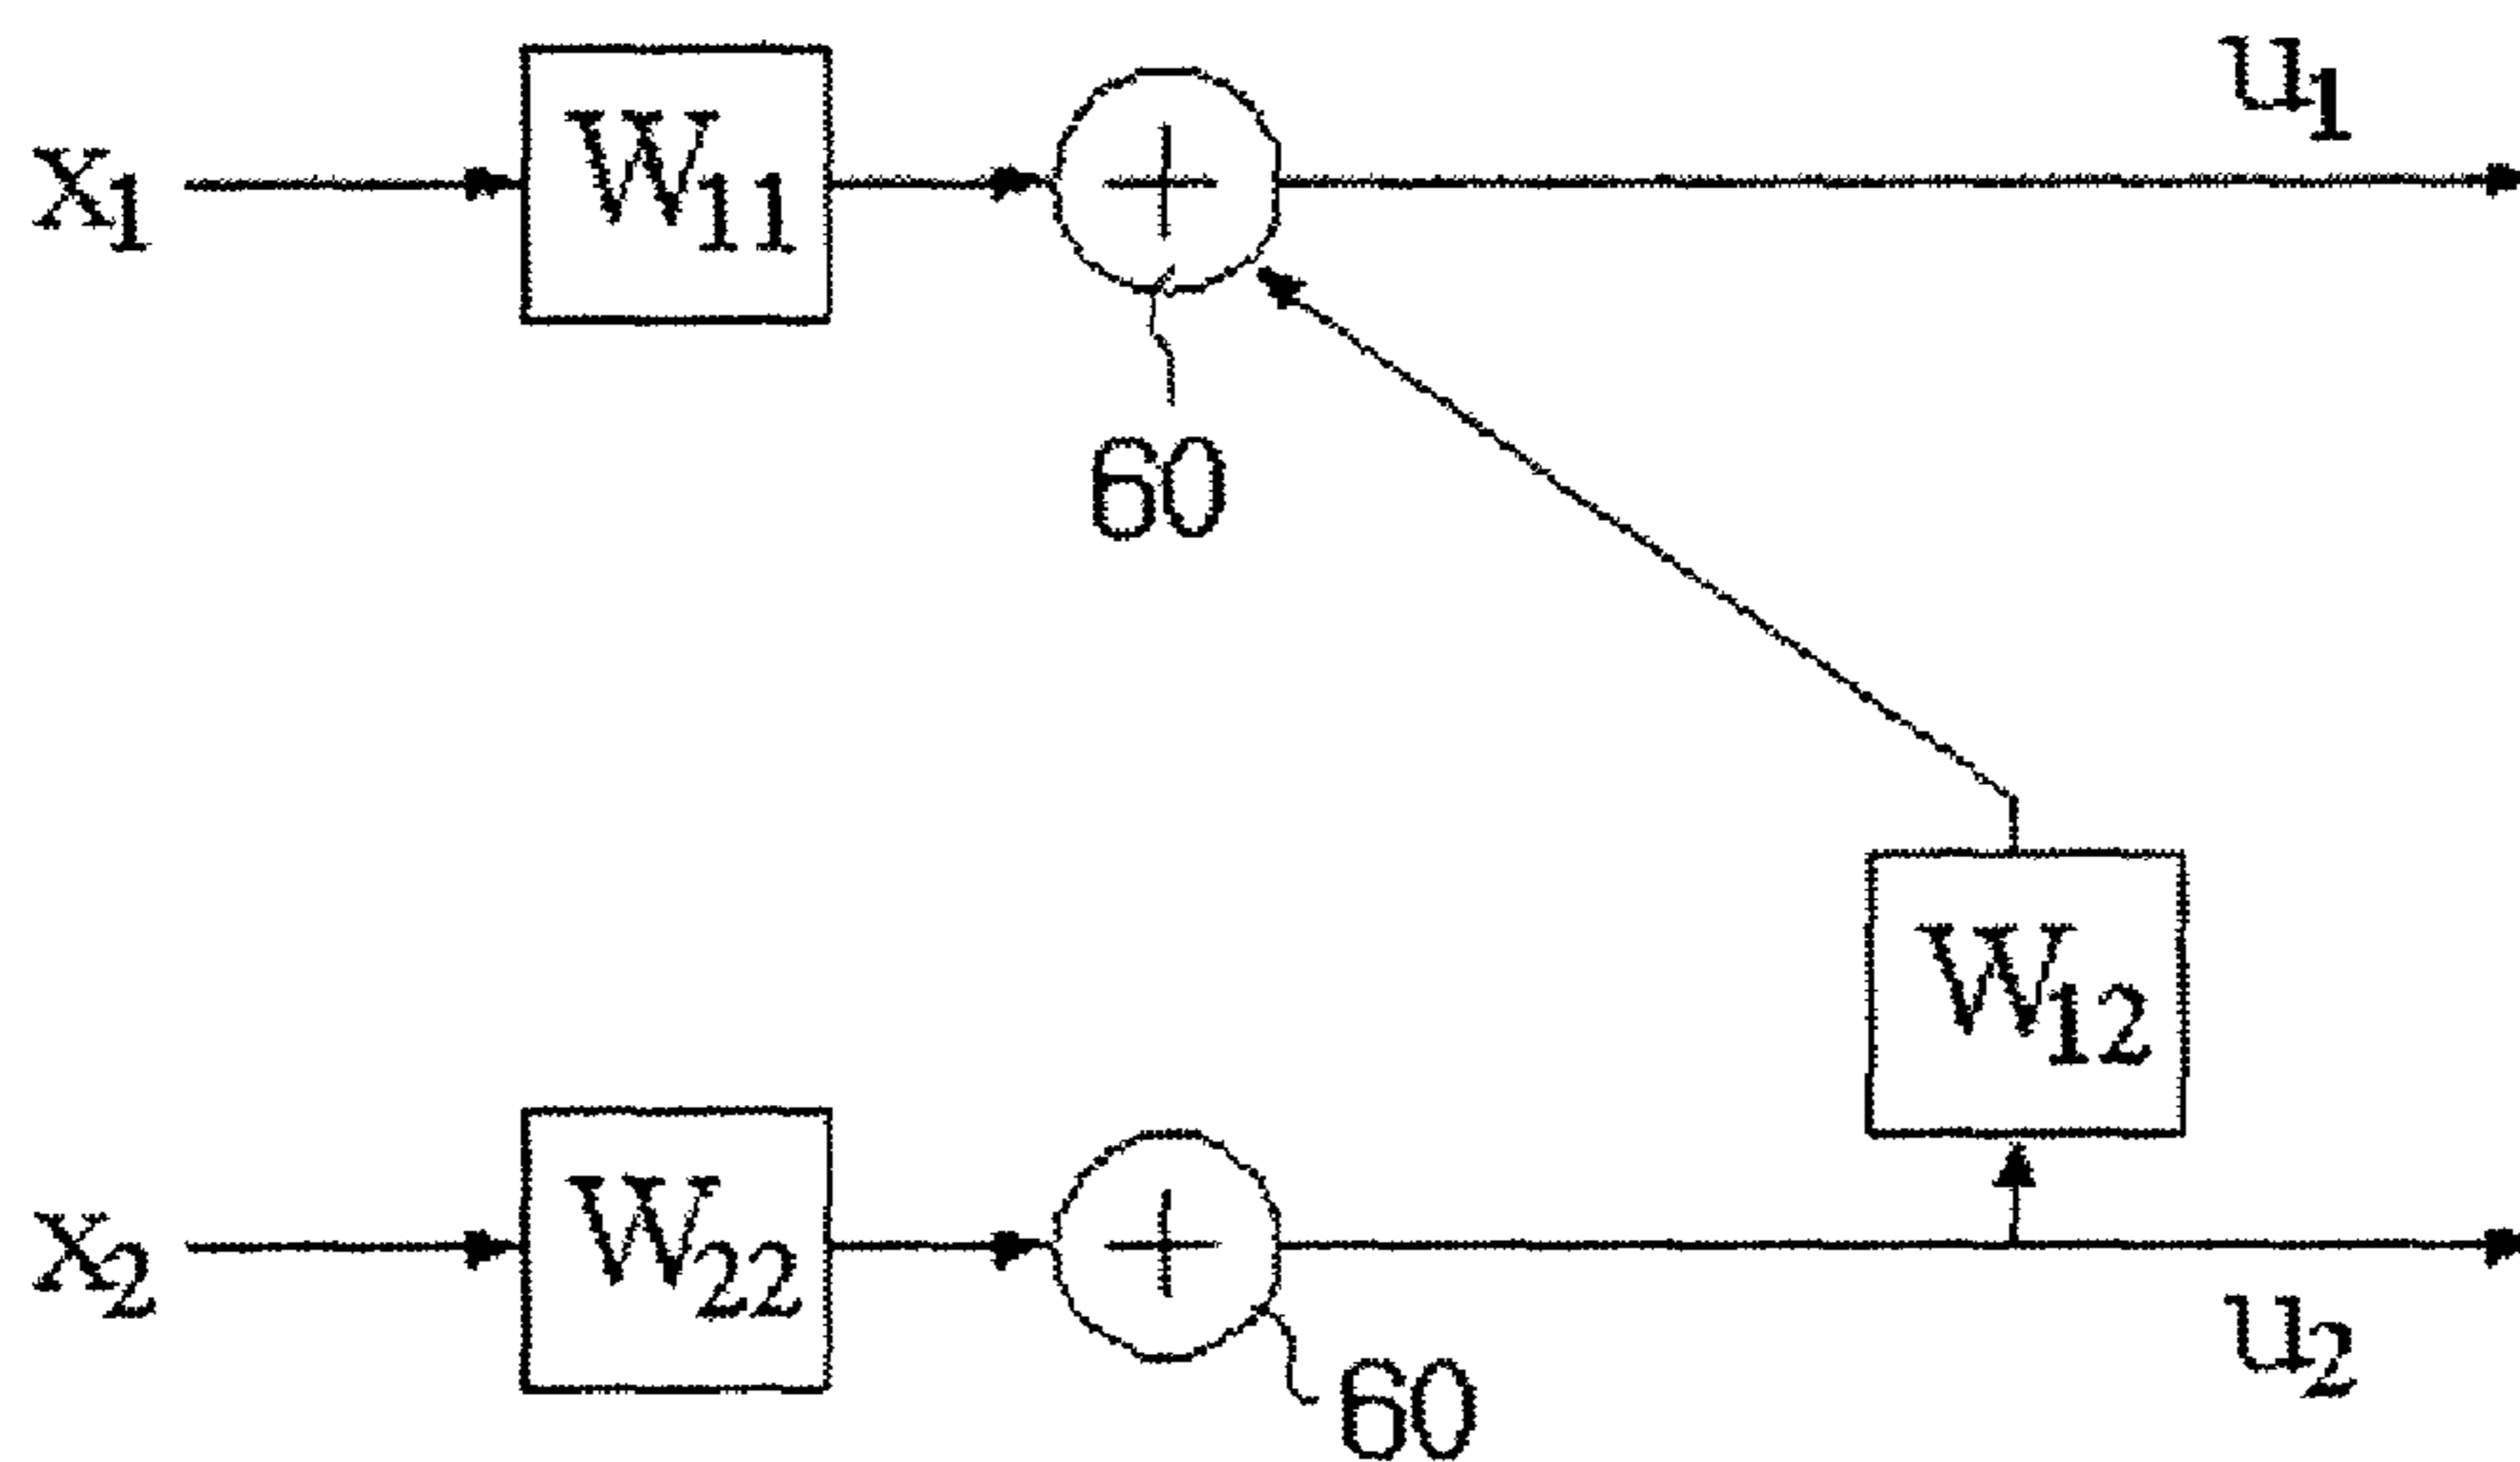 u₁
x₁ W₁₁ +
60
W₁₂
x₂ W₂₂ +
u₂
60